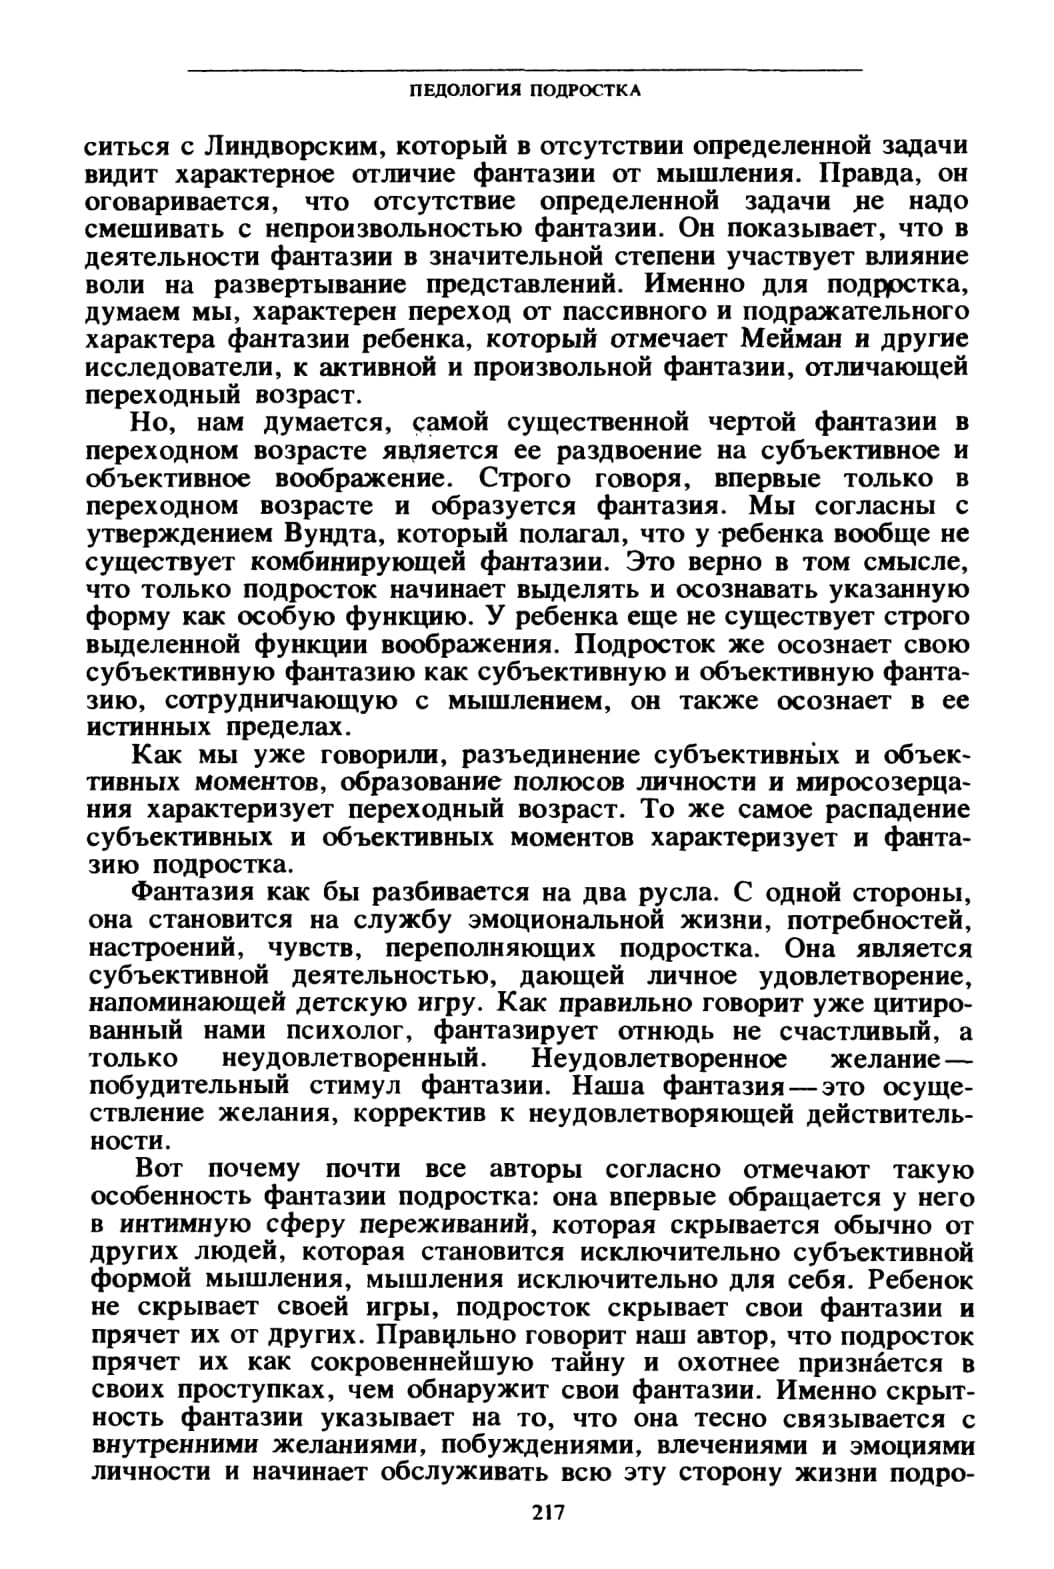 ПЕДОЛОГИЯ ПОДРОСТКА
ситься с Линдворским, который в отсутствии определенной задачи
видит характерное отличие фантазии от мышления. Правда, он
оговаривается, что отсутствие определенной задачи не надо
смешивать с непроизвольностью фантазии. Он показывает, что в
деятельности фантазии в значительной степени участвует влияние
воли на развертывание представлений. Именно для подростка,
думаем мы, характерен переход от пассивного и подражательного
характера фантазии ребенка, который отмечает Мейман и другие
исследователи, к активной и произвольной фантазии, отличающей
переходный возраст.
Но, нам думается, самой существенной чертой фантазии в
переходном возрасте является ее раздвоение на субъективное и
объективное воображение. Строго говоря, впервые только в
переходном возрасте и образуется фантазия. Мы согласны с
утверждением Вундта, который полагал, что у ребенка вообще не
существует комбинирующей фантазии. Это верно в том смысле,
что только подросток начинает выделять и осознавать указанную
форму как особую функцию. У ребенка еще не существует строго
выделенной функции воображения. Подросток же осознает свою
субъективную фантазию как субъективную и объективную фанта-
зию, сотрудничающую с мышлением, он также осознает в ее
истинных пределах.
Как мы уже говорили, разъединение субъективных и объек-
тивных моментов, образование полюсов личности и миросозерца-
ния характеризует переходный возраст. То же самое распадение
субъективных и объективных моментов характеризует и фанта-
зию подростка.
Фантазия как бы разбивается на два русла. С одной стороны,
она становится на службу эмоциональной жизни, потребностей,
настроений, чувств, переполняющих подростка. Она является
субъективной деятельностью, дающей личное удовлетворение,
напоминающей детскую игру. Как правильно говорит уже цитиро-
ванный нами психолог, фантазирует отнюдь не счастливый, а
только неудовлетворенный. Неудовлетворенное желание—
побудительный стимул фантазии. Наша фантазия—это осуще-
ствление желания, корректив к неудовлетворяющей действитель-
ности.
Вот почему почти все авторы согласно отмечают такую
особенность фантазии подростка: она впервые обращается у него
в интимную сферу переживаний, которая скрывается обычно от
других людей, которая становится исключительно субъективной
формой мышления, мышления исключительно для себя. Ребенок
не скрывает своей игры, подросток скрывает свои фантазии и
прячет их от других. Правильно говорит наш автор, что подросток
прячет их как сокровеннейшую тайну и охотнее признается в
своих проступках, чем обнаружит свои фантазии. Именно скрыт-
ность фантазии указывает на то, что она тесно связывается с
внутренними желаниями, побуждениями, влечениями и эмоциями
личности и начинает обслуживать всю эту сторону жизни подро-
217